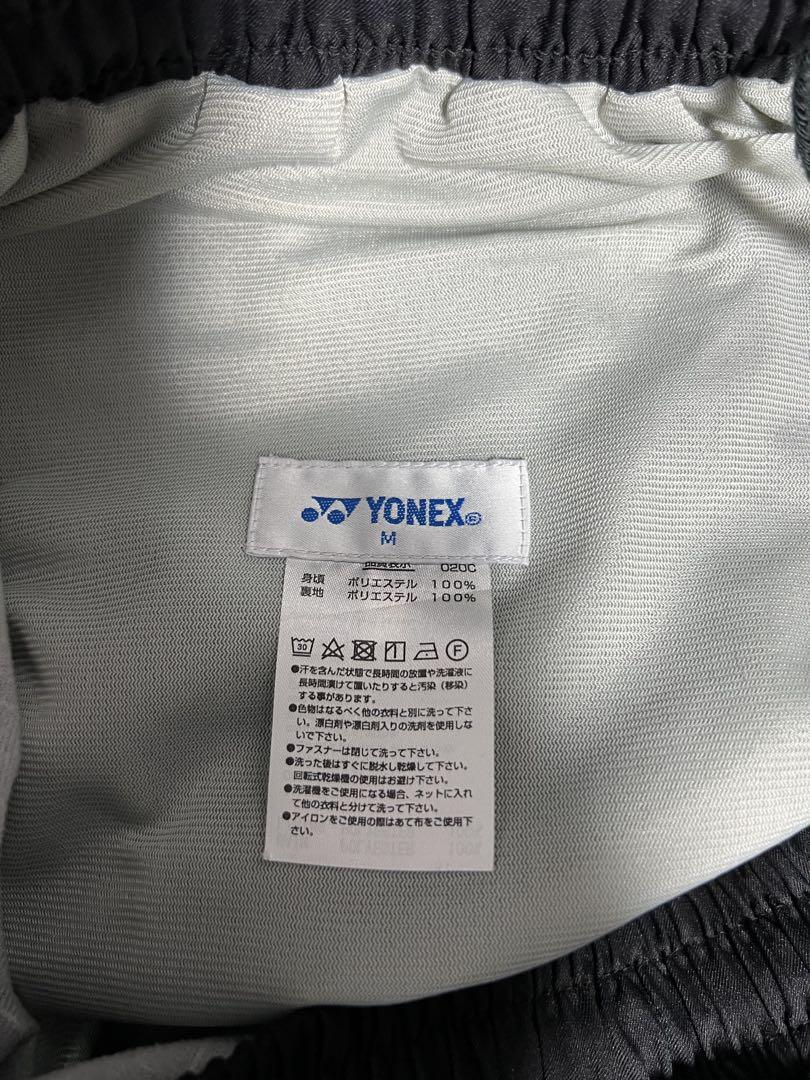 YONEX®
M
品質表示 020C
身頃 ポリエステル 100%
裏地 ポリエステル 100%
30 F
●汗を含んだ状態で長時間の放置や洗濯液に
長時間漬けて置いたりすると汚染(移染)
する事があります。
●色物はなるべく他の衣料と別に洗って下さ
い。漂白剤や漂白剤入りの洗剤を使用しな
いで下さい。
●ファスナーは閉じて洗って下さい。
●洗った後はすぐに脱水し乾燥して下さい。
回転式乾燥機の使用はお避け下さい。
●洗濯機をご使用になる場合、ネットに入れ
て他の衣料と分けて洗って下さい。
●アイロンをご使用の際はあて布をご使用下
さい。